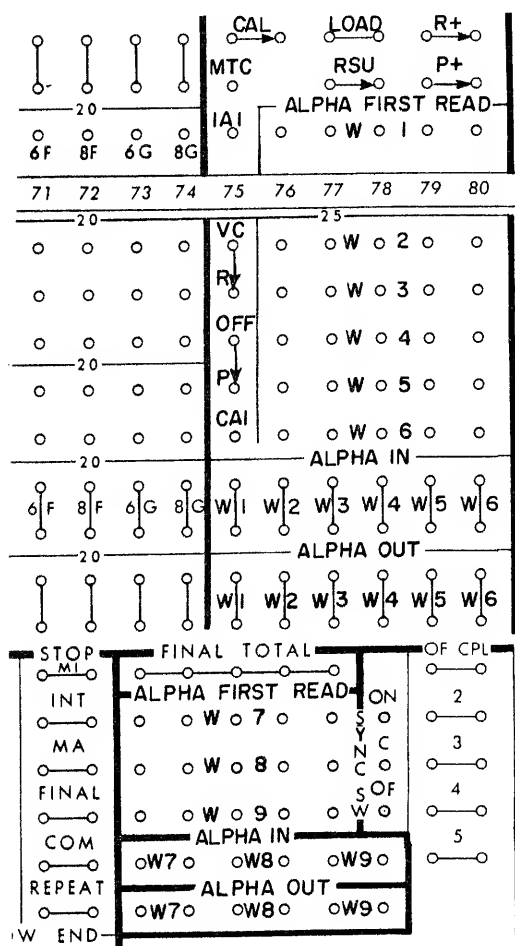 CAL LOAD R+
MTC RSU P+
20 ALPHA FIRST READ
IAI W 1
6F 8F 6G 8G
71 72 73 74 75 76 77 78 79 80
20 25
VC W 2
R W 3
OFF W 4
20
P W 5
CAI W 6
20 ALPHA IN
6F 8F 6G 8G W1 W2 W3 W4 W5 W6
20 ALPHA OUT
W1 W2 W3 W4 W5 W6
STOP FINAL TOTAL OF CPL
MI
INT ALPHA FIRST READ ON 2
W 7
MA SYNC SW C 3
W 8
FINAL OF 4
W 9
COM ALPHA IN 5
W7 W8 W9
REPEAT ALPHA OUT
W7 W8 W9
W END